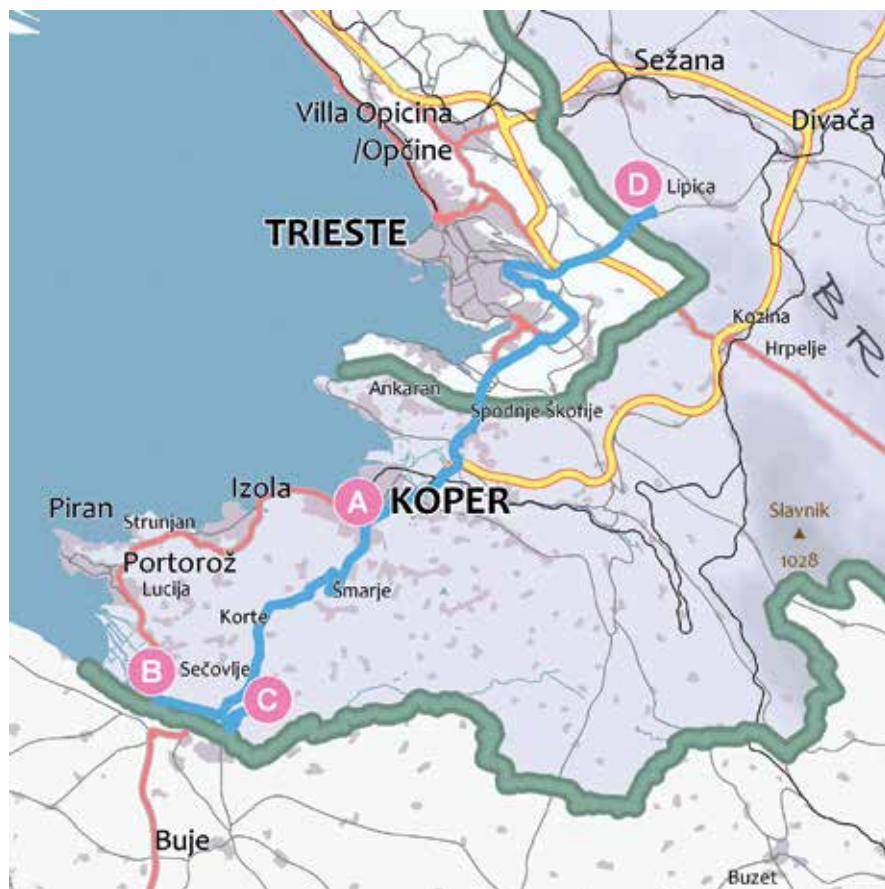 Sežana
Villa Opicina
/Opčine
Divača
D
Lipica
TRIESTE
B R
Kozina
Hrpelje
Ankaran
Spodnje Škofije
Izola
A
KOPER
Piran
Strunjan
Slavnik
1028
Portorož
Lucija
Šmarje
Korte
B
Sečovlje
C
Buje
Buzet